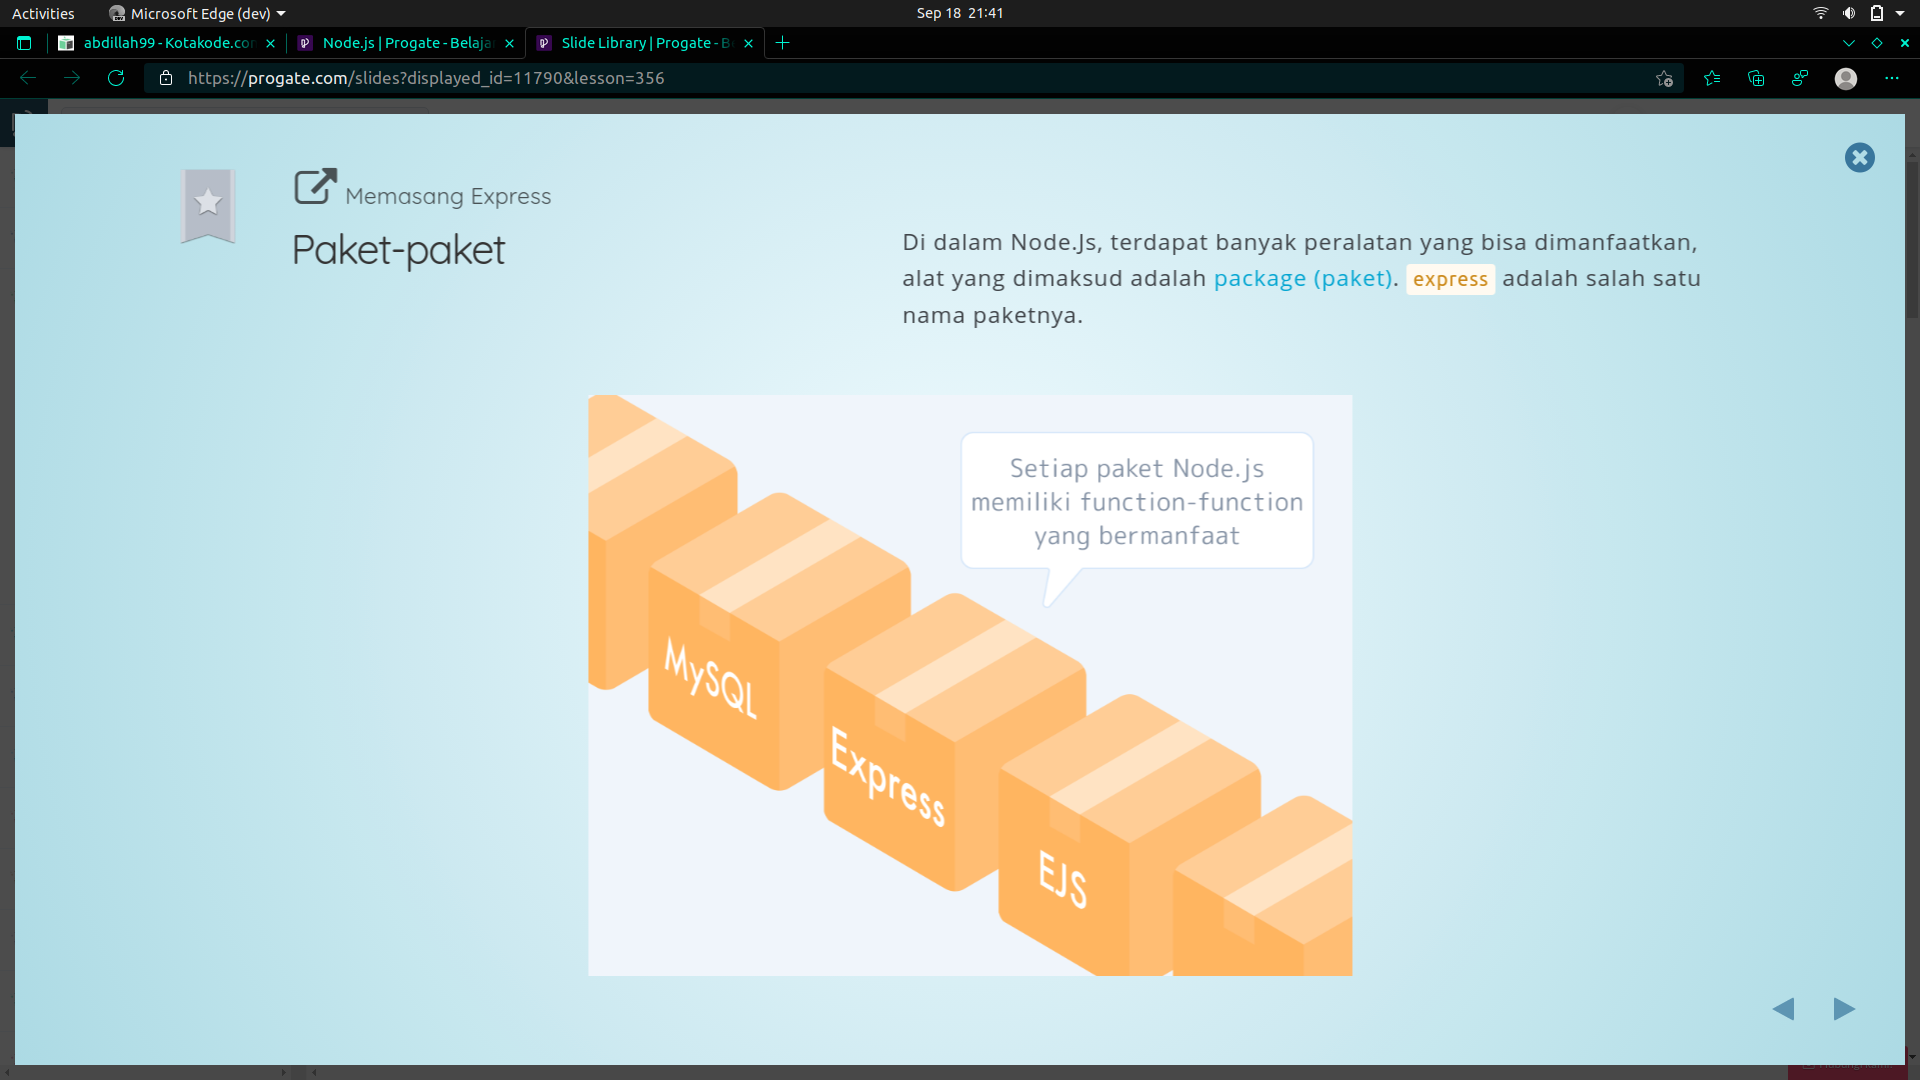 Activities
Microsoft Edge (dev)
Sep 18 21:41
abdillah99 - Kotakode.con
Node.js | Progate - Belaja
Slide Library | Progate - Be
https://progate.com/slides?displayed_id=11790&lesson=356
Memasang Express
Paket-paket
Di dalam Node.Js, terdapat banyak peralatan yang bisa dimanfaatkan,
alat yang dimaksud adalah package (paket). express adalah salah satu
nama paketnya.
Setiap paket Node.js
memiliki function-function
yang bermanfaat
MySQL
Express
EJS